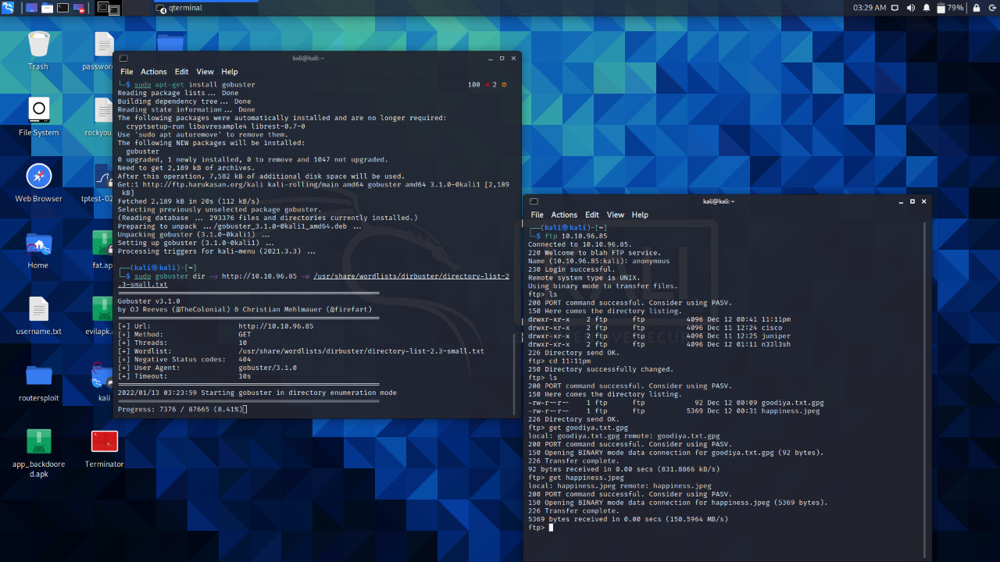 qterminal
03:29 AM
79%
Trash
password
File System
rockyou.
Web Browser
tptest-02
Home
fat.ap
username.txt
evilapk.a
routersploit
kali
app_backdoore
d.apk
Terminator
kali@kali: ~
File Actions Edit View Help
└─$ sudo apt-get install gobuster 100 ⨯ 2 ⚙
Reading package lists... Done
Building dependency tree... Done
Reading state information... Done
The following packages were automatically installed and are no longer required:
  cryptsetup-run libavresample4 librest-0.7-0
Use 'sudo apt autoremove' to remove them.
The following NEW packages will be installed:
  gobuster
0 upgraded, 1 newly installed, 0 to remove and 1047 not upgraded.
Need to get 2,189 kB of archives.
After this operation, 7,582 kB of additional disk space will be used.
Get:1 http://ftp.harukasan.org/kali kali-rolling/main amd64 gobuster amd64 3.1.0-0kali1 [2,189
 kB]
Fetched 2,189 kB in 20s (112 kB/s)
Selecting previously unselected package gobuster.
(Reading database ... 293376 files and directories currently installed.)
Preparing to unpack .../gobuster_3.1.0-0kali1_amd64.deb ...
Unpacking gobuster (3.1.0-0kali1) ...
Setting up gobuster (3.1.0-0kali1) ...
Processing triggers for kali-menu (2021.3.3) ...
┌──(kali㉿kali)-[~]
└─$ sudo gobuster dir -u http://10.10.96.85 -w /usr/share/wordlists/dirbuster/directory-list-2
.3-small.txt
===============================================================
Gobuster v3.1.0
by OJ Reeves (@TheColonial) & Christian Mehlmauer (@firefart)
===============================================================
[+] Url: http://10.10.96.85
[+] Method: GET
[+] Threads: 10
[+] Wordlist: /usr/share/wordlists/dirbuster/directory-list-2.3-small.txt
[+] Negative Status codes: 404
[+] User Agent: gobuster/3.1.0
[+] Timeout: 10s
===============================================================
2022/01/13 03:23:59 Starting gobuster in directory enumeration mode
===============================================================
Progress: 7376 / 87665 (8.41%)
kali@kali: ~
File Actions Edit View Help
┌──(kali㉿kali)-[~]
└─$ ftp 10.10.96.85
Connected to 10.10.96.85.
220 Welcome to blah FTP service.
Name (10.10.96.85:kali): anonymous
230 Login successful.
Remote system type is UNIX.
Using binary mode to transfer files.
ftp> ls
200 PORT command successful. Consider using PASV.
150 Here comes the directory listing.
drwxr-xr-x    2 ftp      ftp          4096 Dec 12 00:41 11:11pm
drwxr-xr-x    2 ftp      ftp          4096 Dec 11 12:24 cisco
drwxr-xr-x    2 ftp      ftp          4096 Dec 11 12:25 juniper
drwxr-xr-x    2 ftp      ftp          4096 Dec 12 01:11 n33l3sh
226 Directory send OK.
ftp> cd 11:11pm
250 Directory successfully changed.
ftp> ls
200 PORT command successful. Consider using PASV.
150 Here comes the directory listing.
-rw-r--r--    1 ftp      ftp            92 Dec 12 00:09 goodiya.txt.gpg
-rw-r--r--    1 ftp      ftp          5369 Dec 12 00:31 happiness.jpeg
226 Directory send OK.
ftp> get goodiya.txt.gpg
local: goodiya.txt.gpg remote: goodiya.txt.gpg
200 PORT command successful. Consider using PASV.
150 Opening BINARY mode data connection for goodiya.txt.gpg (92 bytes).
226 Transfer complete.
92 bytes received in 0.00 secs (831.8866 kB/s)
ftp> get happiness.jpeg
local: happiness.jpeg remote: happiness.jpeg
200 PORT command successful. Consider using PASV.
150 Opening BINARY mode data connection for happiness.jpeg (5369 bytes).
226 Transfer complete.
5369 bytes received in 0.00 secs (150.5964 MB/s)
ftp>